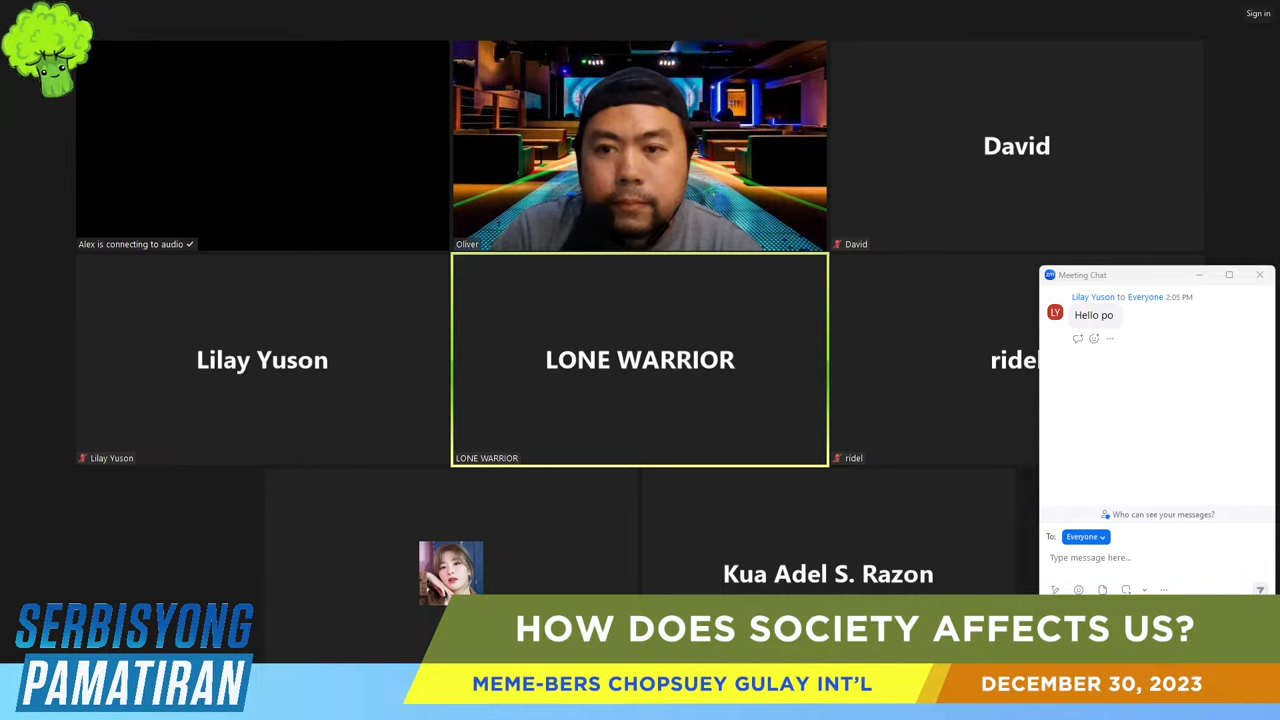 Sign in
Alex is connecting to audio
Oliver
David
David
Lilay Yuson
Lilay Yuson
LONE WARRIOR
LONE WARRIOR
ridel
ridel
Kua Adel S. Razon
zm Meeting Chat
Lilay Yuson to Everyone 2:05 PM
LY
Hello po
Who can see your messages?
To: Everyone
Type message here...
SERBISYONG
PAMATIRAN
HOW DOES SOCIETY AFFECTS US?
MEME-BERS CHOPSUEY GULAY INT'L
DECEMBER 30, 2023